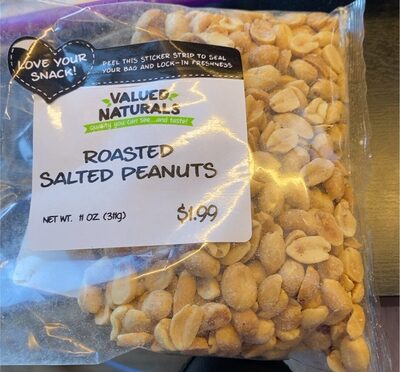 LOVE YOUR
SNACK!
PEEL THIS STICKER STRIP TO SEAL
YOUR BAG AND LOCK-IN FRESHNESS
VALUED
NATURALS
Quality you can see...and taste!
ROASTED
SALTED PEANUTS
NET WT. 11 OZ (311g)
$1.99